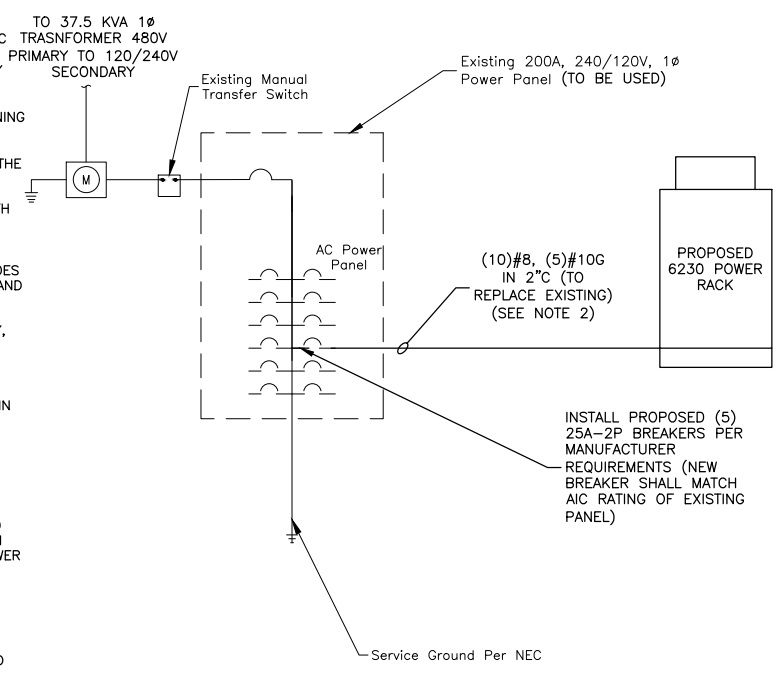 TO 37.5 KVA 1ø
C TRASNFORMER 480V
PRIMARY TO 120/240V
Y SECONDARY
NING
THE
TH
DES
AND
Y,
IN
D
N
WER
D
M
Existing Manual
Transfer Switch
Existing 200A, 240/120V, 1ø
Power Panel (TO BE USED)
AC Power
Panel
(10)#8, (5)#10G
IN 2"C (TO
REPLACE EXISTING)
(SEE NOTE 2)
PROPOSED
6230 POWER
RACK
INSTALL PROPOSED (5)
25A-2P BREAKERS PER
MANUFACTURER
REQUIREMENTS (NEW
BREAKER SHALL MATCH
AIC RATING OF EXISTING
PANEL)
Service Ground Per NEC